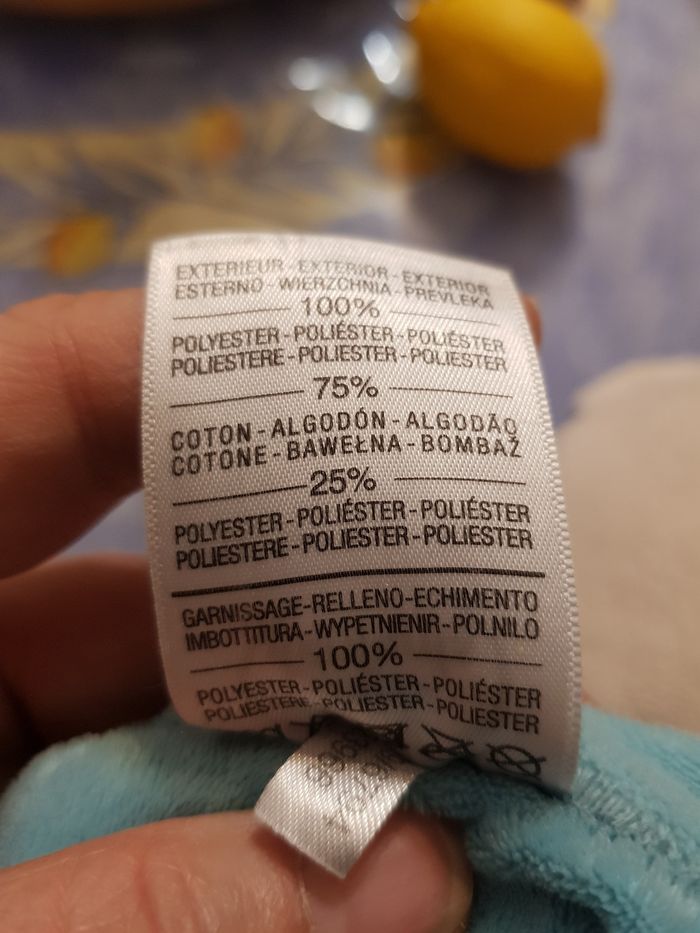 EXTERIEUR - EXTERIOR - EXTERIOR
ESTERNO - WIERZCHNIA - PREVLEKA
100%
POLYESTER - POLIÉSTER - POLIÉSTER
POLIESTERE - POLIESTER - POLIESTER
75%
COTON - ALGODÓN - ALGODÃO
COTONE - BAWEŁNA - BOMBAŽ
25%
POLYESTER - POLIÉSTER - POLIÉSTER
POLIESTERE - POLIESTER - POLIESTER
GARNISSAGE-RELLENO-ECHIMENTO
IMBOTTITURA - WYPETNIENIR - POLNILO
100%
POLYESTER - POLIÉSTER - POLIÉSTER
POLIESTERE - POLIESTER - POLIESTER